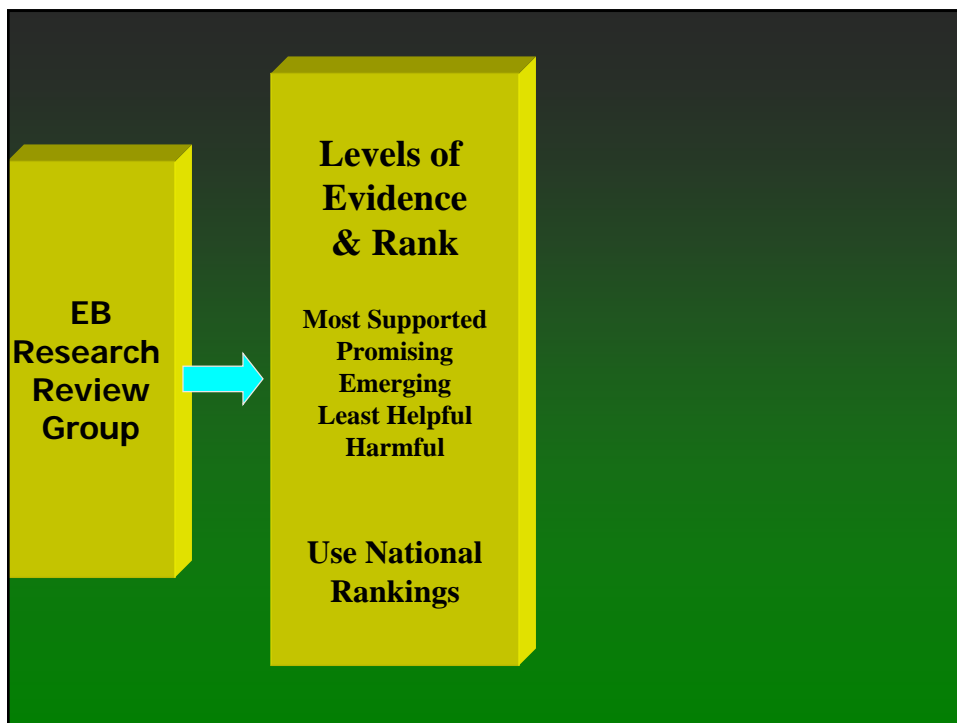 EB
Research
Review
Group
Levels of
Evidence
& Rank
Most Supported
Promising
Emerging
Least Helpful
Harmful
Use National
Rankings